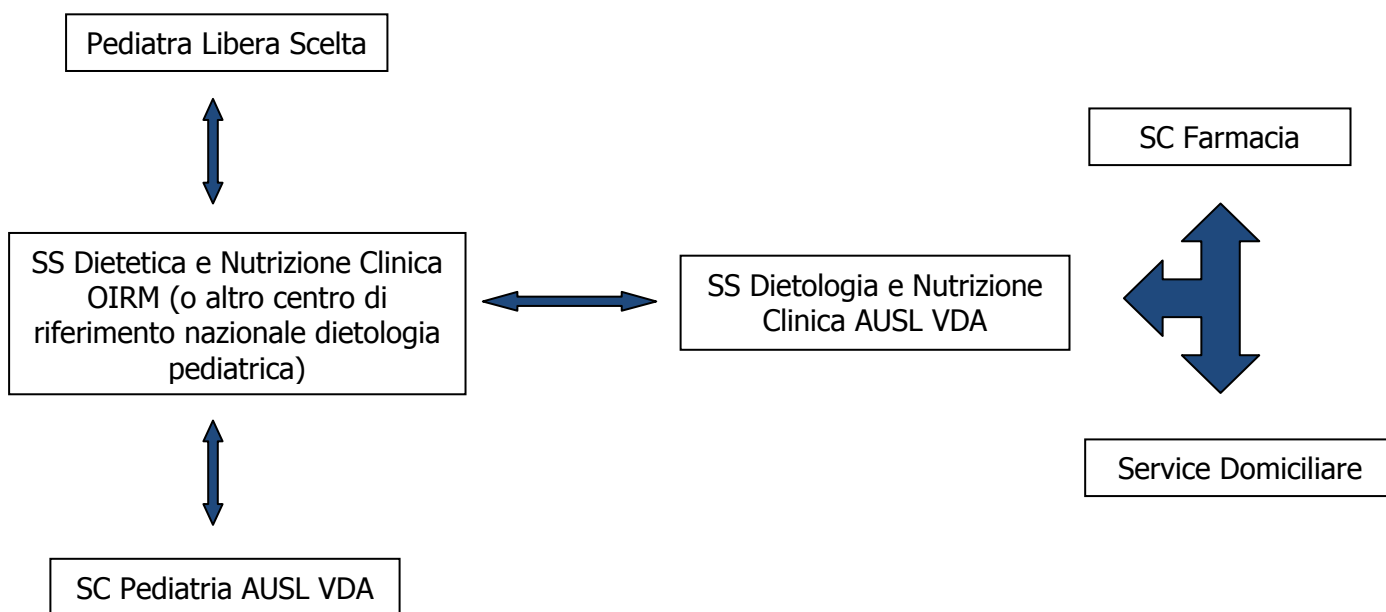 Pediatra Libera Scelta
SC Farmacia
SS Dietetica e Nutrizione Clinica
OIRM (o altro centro di
riferimento nazionale dietologia
pediatrica)
SS Dietologia e Nutrizione
Clinica AUSL VDA
Service Domiciliare
SC Pediatria AUSL VDA